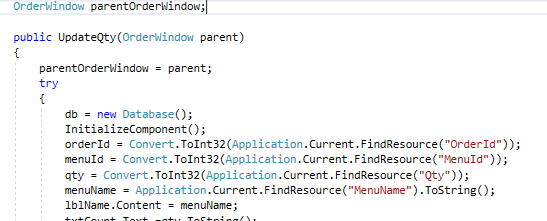 OrderWindow parentOrderWindow;
public UpdateQty(OrderWindow parent)
{
parentOrderWindow = parent;
try
{
db = new Database();
InitializeComponent();
orderId = Convert.ToInt32(Application.Current.FindResource("OrderId"));
menuId = Convert.ToInt32(Application.Current.FindResource("MenuId"));
qty = Convert.ToInt32(Application.Current.FindResource("Qty"));
menuName = Application.Current.FindResource("MenuName").ToString();
lblName.Content = menuName;
txtCount.Text =qty.ToString();